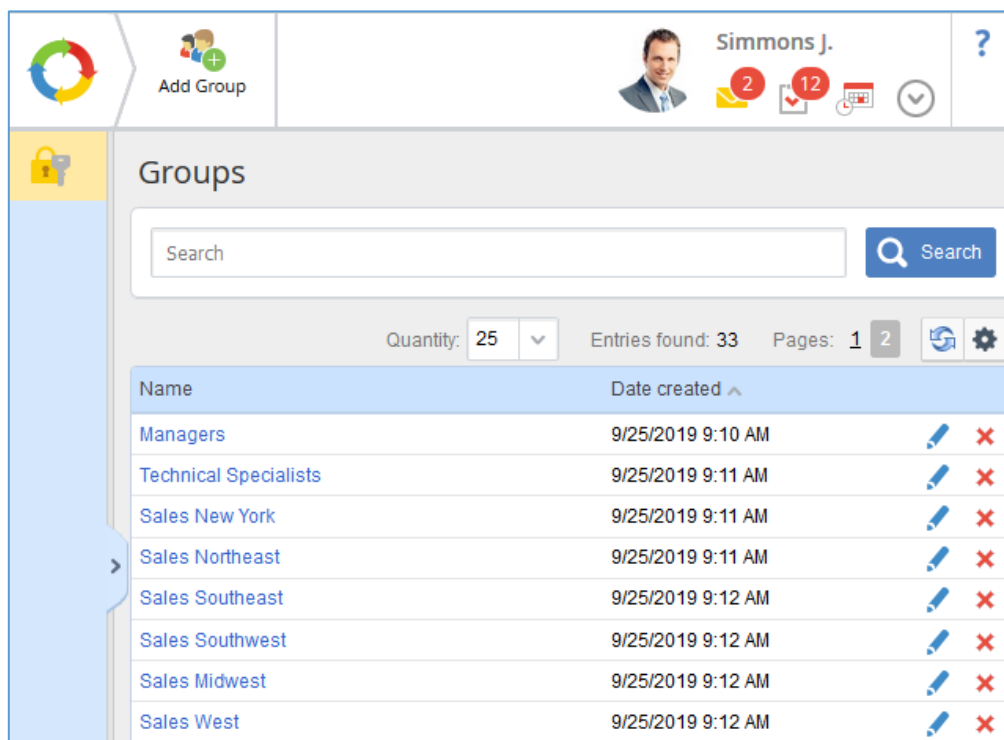 Simmons J.
?
Add Group
2
12
Groups
Search
Search
Quantity: 25
Entries found: 33
Pages: 1 2
Name
Date created
Managers 9/25/2019 9:10 AM
Technical Specialists 9/25/2019 9:11 AM
Sales New York 9/25/2019 9:11 AM
Sales Northeast 9/25/2019 9:11 AM
Sales Southeast 9/25/2019 9:12 AM
Sales Southwest 9/25/2019 9:12 AM
Sales Midwest 9/25/2019 9:12 AM
Sales West 9/25/2019 9:12 AM